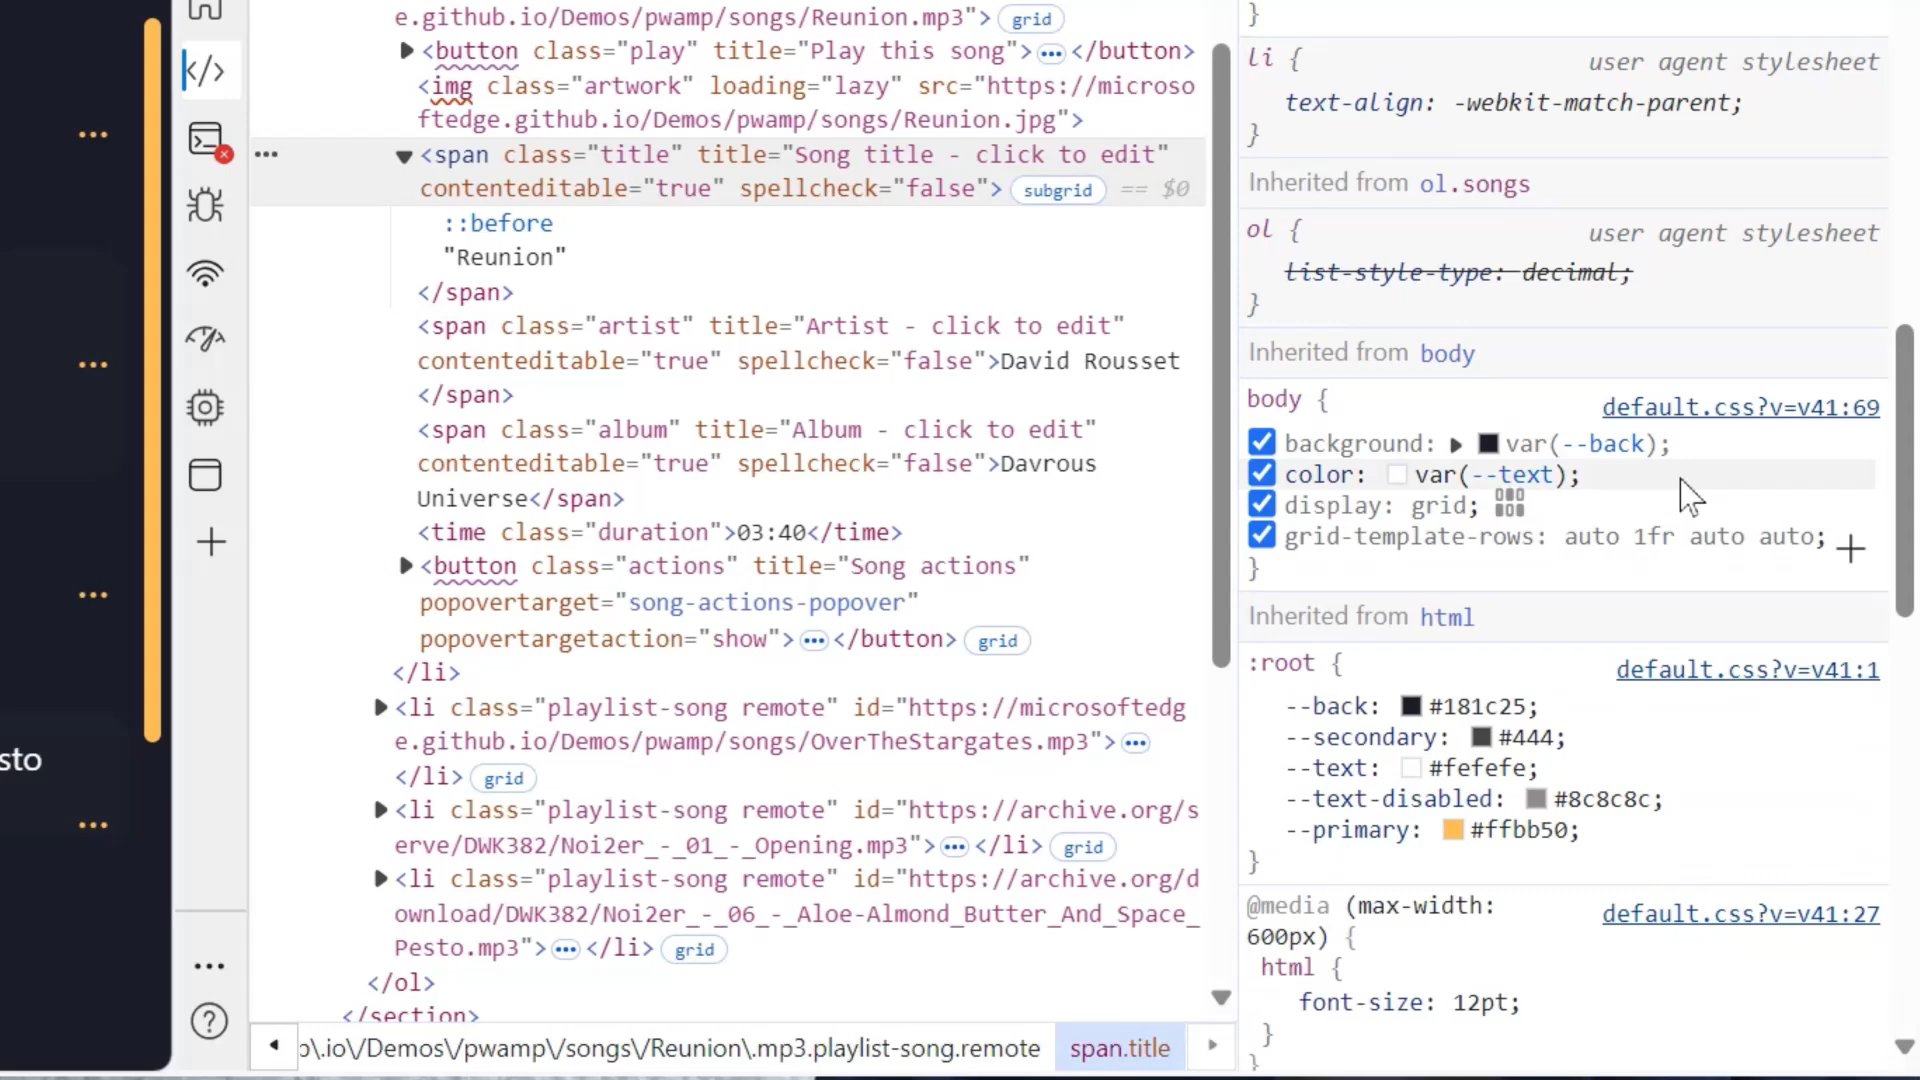 sto
e.github.io/Demos/pwamp/songs/Reunion.mp3"> grid
<button class="play" title="Play this song"> </button>
<img class="artwork" loading="lazy" src="https://microso
ftedge.github.io/Demos/pwamp/songs/Reunion.jpg">
<span class="title" title="Song title - click to edit"
contenteditable="true" spellcheck="false"> subgrid == $0
::before
"Reunion"
</span>
<span class="artist" title="Artist - click to edit"
contenteditable="true" spellcheck="false">David Rousset
</span>
<span class="album" title="Album - click to edit"
contenteditable="true" spellcheck="false">Davrous
Universe</span>
<time class="duration">03:40</time>
<button class="actions" title="Song actions"
popovertarget="song-actions-popover"
popovertargetaction="show"> </button> grid
</li>
<li class="playlist-song remote" id="https://microsoftedg
e.github.io/Demos/pwamp/songs/OverTheStargates.mp3">
</li> grid
<li class="playlist-song remote" id="https://archive.org/s
erve/DWK382/Noi2er_-_01_-_Opening.mp3"> </li> grid
<li class="playlist-song remote" id="https://archive.org/d
ownload/DWK382/Noi2er_-_06_-_Aloe-Almond_Butter_And_Space_
Pesto.mp3"> </li> grid
</ol>
</section>
\.io\/Demos\/pwamp\/songs\/Reunion\.mp3.playlist-song.remote span.title
}
li { user agent stylesheet
text-align: -webkit-match-parent;
}
Inherited from ol.songs
ol { user agent stylesheet
list-style-type: decimal;
}
Inherited from body
body { default.css?v=v41:69
background: var(--back);
color: var(--text);
display: grid;
grid-template-rows: auto 1fr auto auto;
}
Inherited from html
:root { default.css?v=v41:1
--back: #181c25;
--secondary: #444;
--text: #fefefe;
--text-disabled: #8c8c8c;
--primary: #ffbb50;
}
@media (max-width: default.css?v=v41:27
600px) {
html {
font-size: 12pt;
}
}